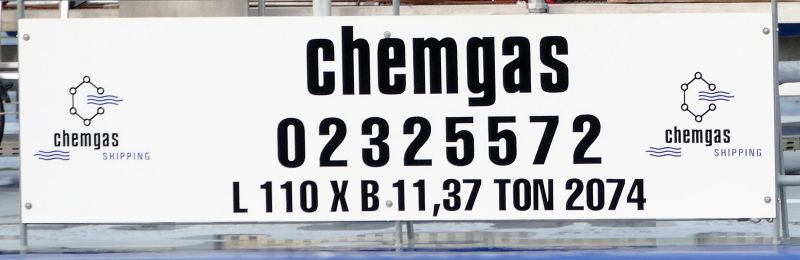 chemgas
02325572
L 110 X B 11,37 TON 2074
chemgas
SHIPPING
chemgas
SHIPPING